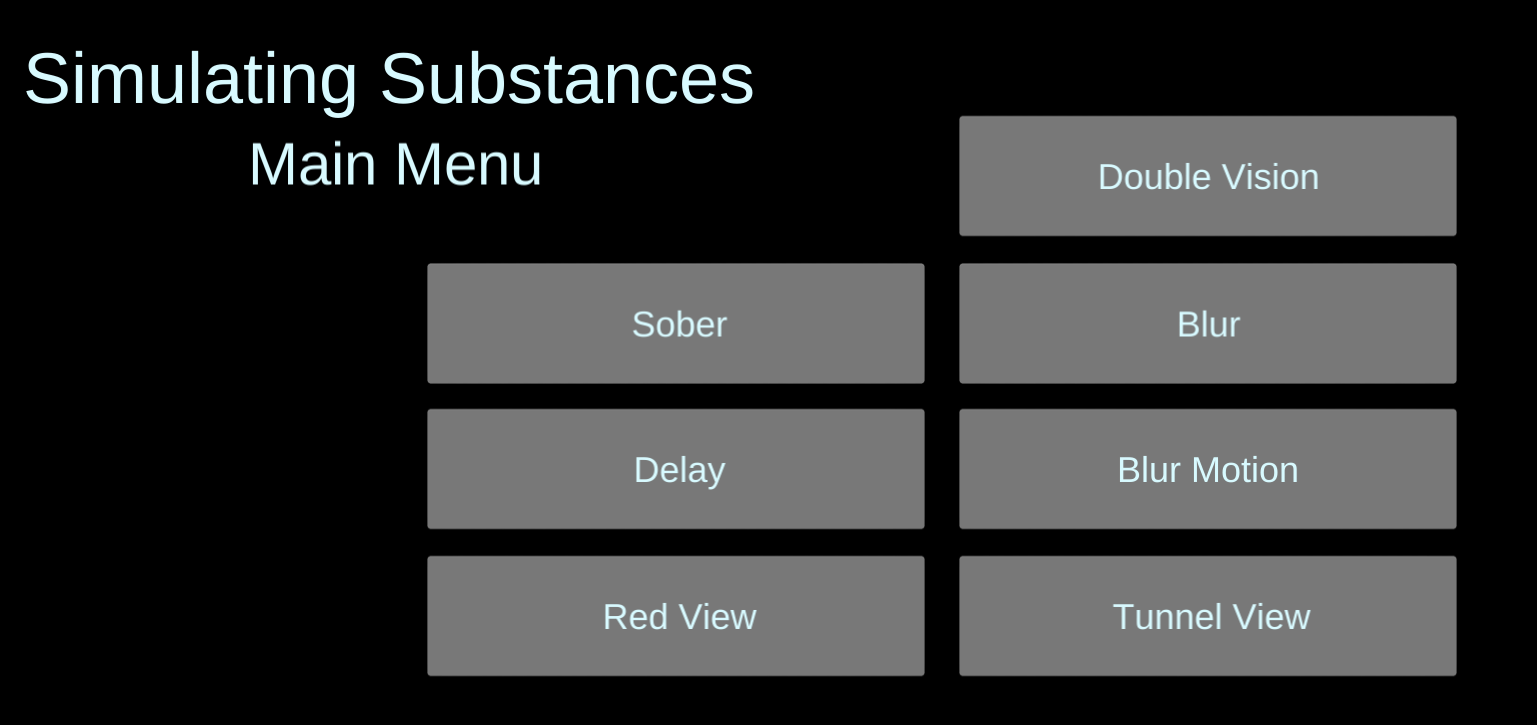 Simulating Substances
Main Menu
Double Vision
Sober
Blur
Delay
Blur Motion
Red View
Tunnel View